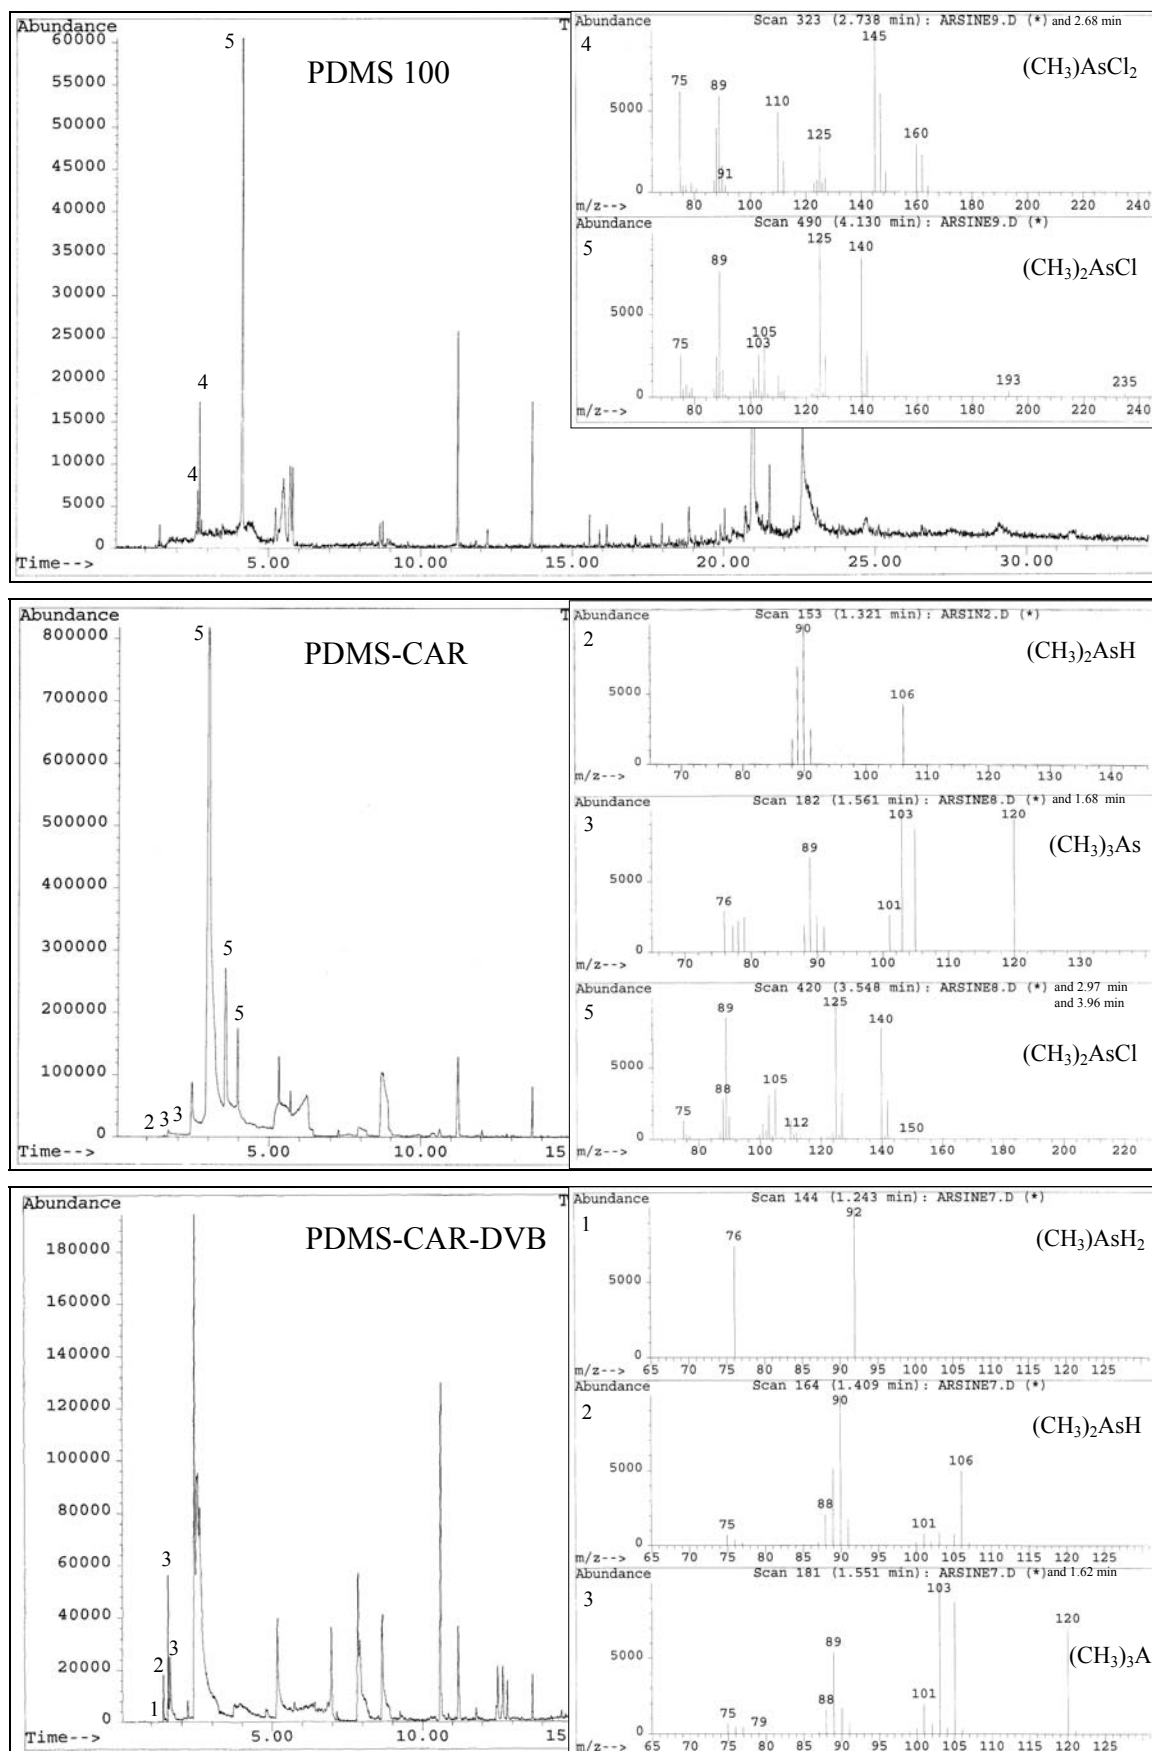 Abundance
T
60000
5
55000
PDMS 100
50000
45000
40000
35000
30000
25000
20000
4
15000
10000
4
5000
0
Time-->
5.00
10.00
15.00
20.00
25.00
30.00
Abundance
Scan 323 (2.738 min): ARSINE9.D (*) and 2.68 min
4
145
(CH₃)AsCl₂
75
89
110
5000
125
160
91
0
m/z-->
80 100 120 140 160 180 200 220 240
Abundance
Scan 490 (4.130 min): ARSINE9.D (*)
5
125
140
89
(CH₃)₂AsCl
5000
105
75
103
193
235
0
m/z-->
80 100 120 140 160 180 200 220 240
Abundance
T
800000
5
PDMS-CAR
700000
600000
500000
400000
300000
5
200000
5
100000
2 3 3
0
Time-->
5.00
10.00
15
Abundance
Scan 153 (1.321 min): ARSIN2.D (*)
2
90
(CH₃)₂AsH
106
5000
0
m/z-->
70 80 90 100 110 120 130 140
Abundance
Scan 182 (1.561 min): ARSINE8.D (*) and 1.68 min
3
103
120
(CH₃)₃As
89
5000
76
101
0
m/z-->
70 80 90 100 110 120 130
Abundance
Scan 420 (3.548 min): ARSINE8.D (*) and 2.97 min
and 3.96 min
5
89
125
140
(CH₃)₂AsCl
5000
88
105
75
112
150
0
m/z-->
80 100 120 140 160 180 200 220 240
Abundance
T
PDMS-CAR-DVB
180000
160000
140000
120000
100000
80000
60000
3
40000
3
20000
2
1
0
Time-->
5.00
10.00
15
Abundance
Scan 144 (1.243 min): ARSINE7.D (*)
1
92
76
(CH₃)AsH₂
5000
0
m/z-->
65 70 75 80 85 90 95 100 105 110 115 120 125
Abundance
Scan 164 (1.409 min): ARSINE7.D (*)
2
90
(CH₃)₂AsH
106
5000
88
75
101
0
m/z-->
65 70 75 80 85 90 95 100 105 110 115 120 125
Abundance
Scan 181 (1.551 min): ARSINE7.D (*) and 1.62 min
3
103
120
89
(CH₃)₃A
5000
101
88
75
79
0
m/z-->
65 70 75 80 85 90 95 100 105 110 115 120 125